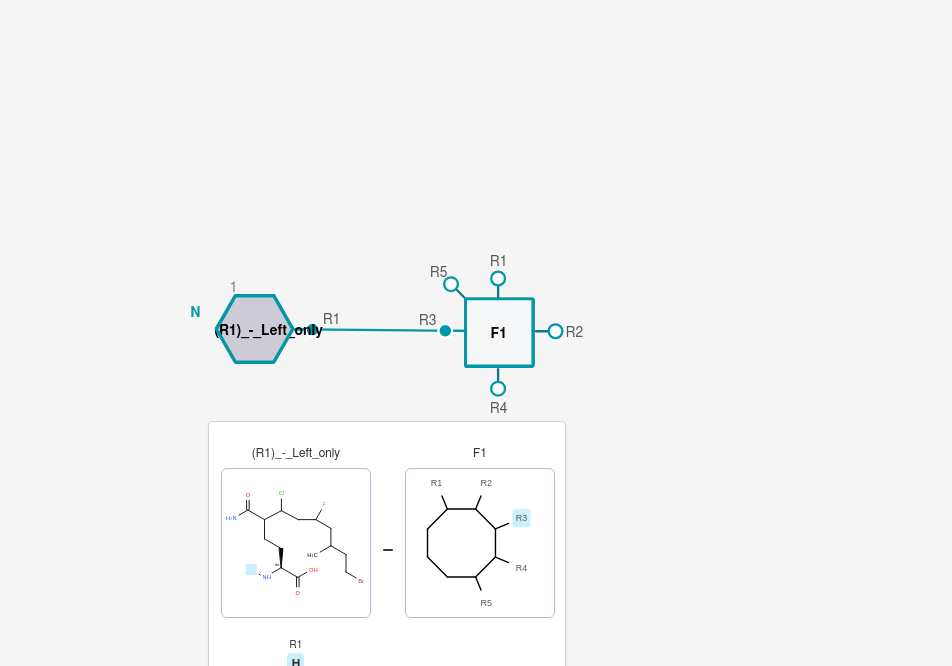 R1
R5
1
N
R1
R3
(R1)_-_Left_only
F1
R2
R4
(R1)_-_Left_only
F1
R1
R2
R3
R4
R5
O
Cl
F
H₂N
H₃C
NH
OH
O
Br
R1
H